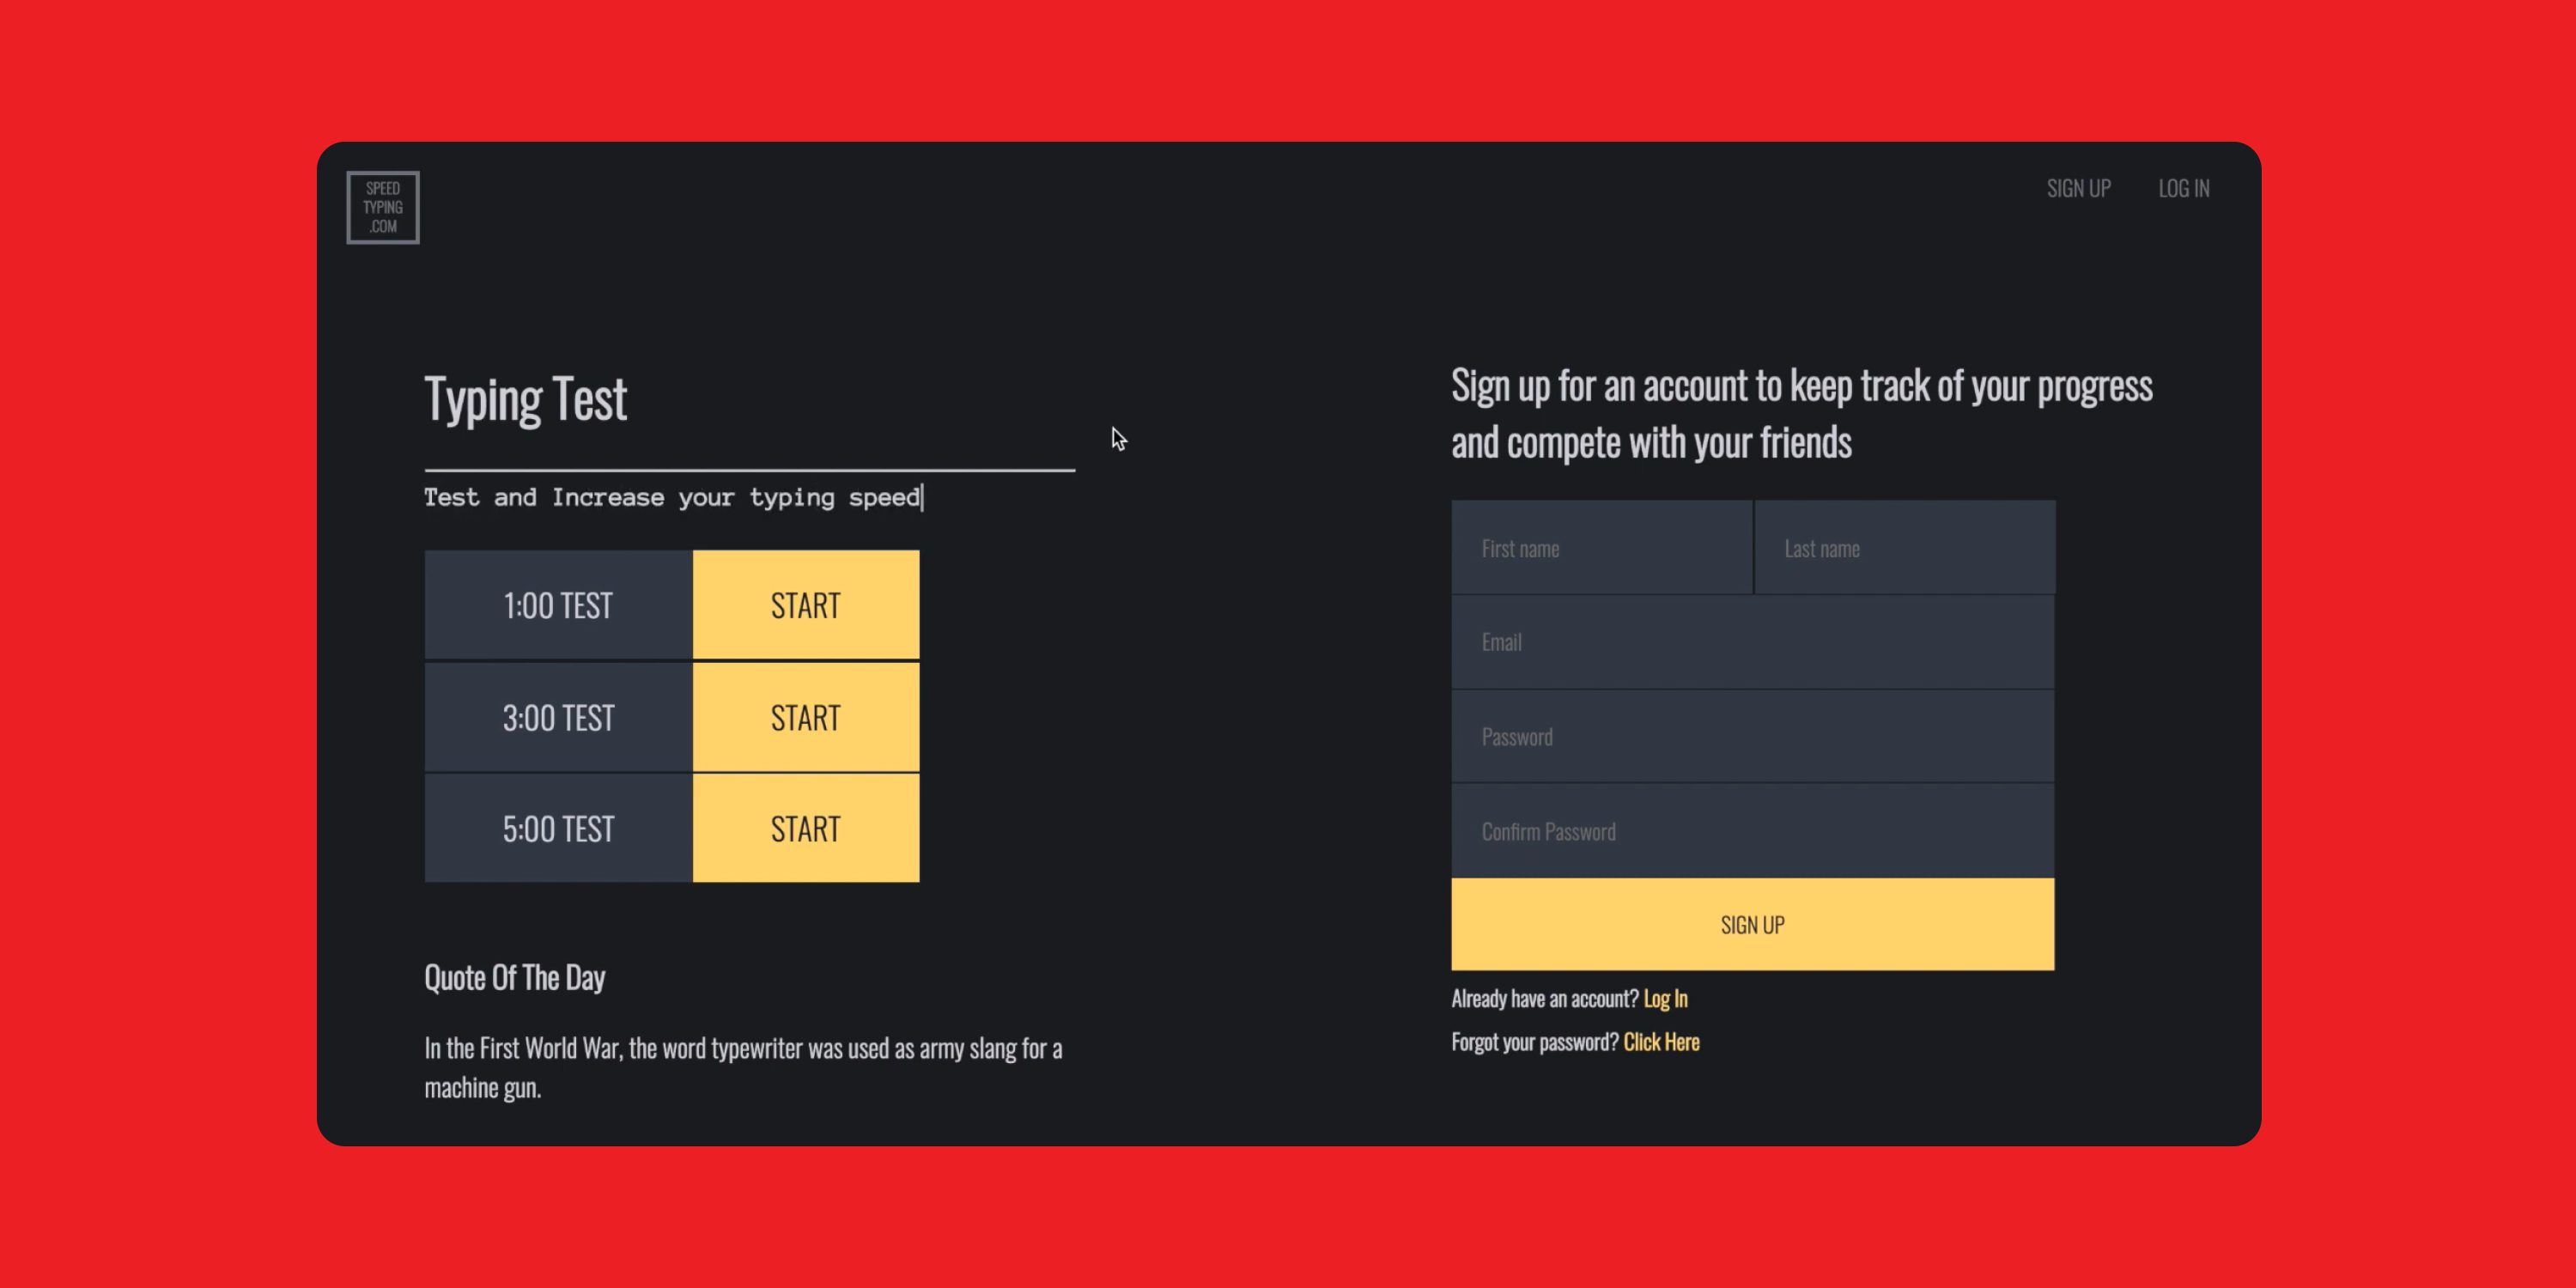 SPEED
TYPING
.COM
SIGN UP
LOG IN
Typing Test
Test and Increase your typing speed
1:00 TEST
START
3:00 TEST
START
5:00 TEST
START
Quote Of The Day
In the First World War, the word typewriter was used as army slang for a
machine gun.
Sign up for an account to keep track of your progress
and compete with your friends
First name
Last name
Email
Password
Confirm Password
SIGN UP
Already have an account? Log In
Forgot your password? Click Here